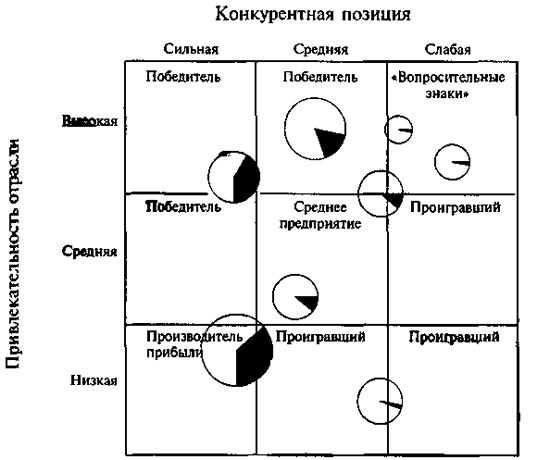 Конкурентная позиция
Сильная Средняя Слабая
Победитель Победитель «Вопросительные
знаки»
Высокая
Привлекательность отрасли
Победитель Среднее Проигравший
предприятие
Средняя
Производитель Проигравший Проигравший
прибыли
Низкая